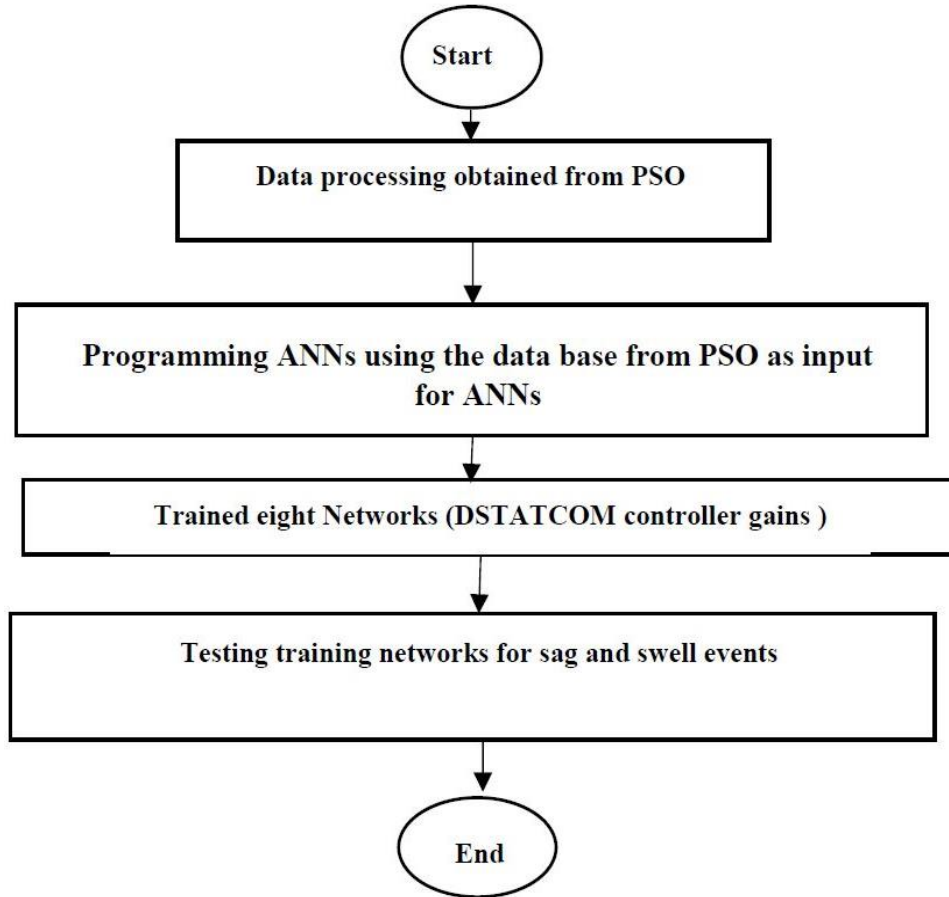 Start
Data processing obtained from PSO
Programming ANNs using the data base from PSO as input
for ANNs
Trained eight Networks (DSTATCOM controller gains )
Testing training networks for sag and swell events
End